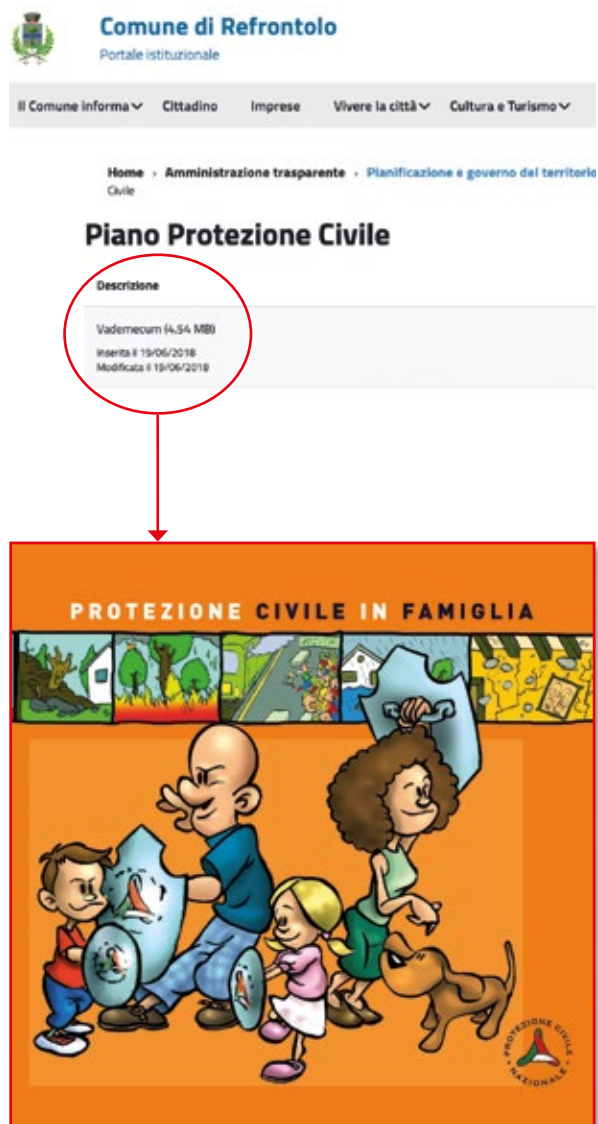 Comune di Refrontolo
Portale istituzionale
Il Comune informa Cittadino Imprese Vivere la città Cultura e Turismo
Home › Amministrazione trasparente › Planificazione e governo del territorio
Civile
Piano Protezione Civile
Descrizione
Vademecum (4.54 MB)
Inserita il 19/06/2018
Modificata il 19/06/2018
PROTEZIONE CIVILE IN FAMIGLIA
PROTEZIONE CIVILE
NAZIONALE